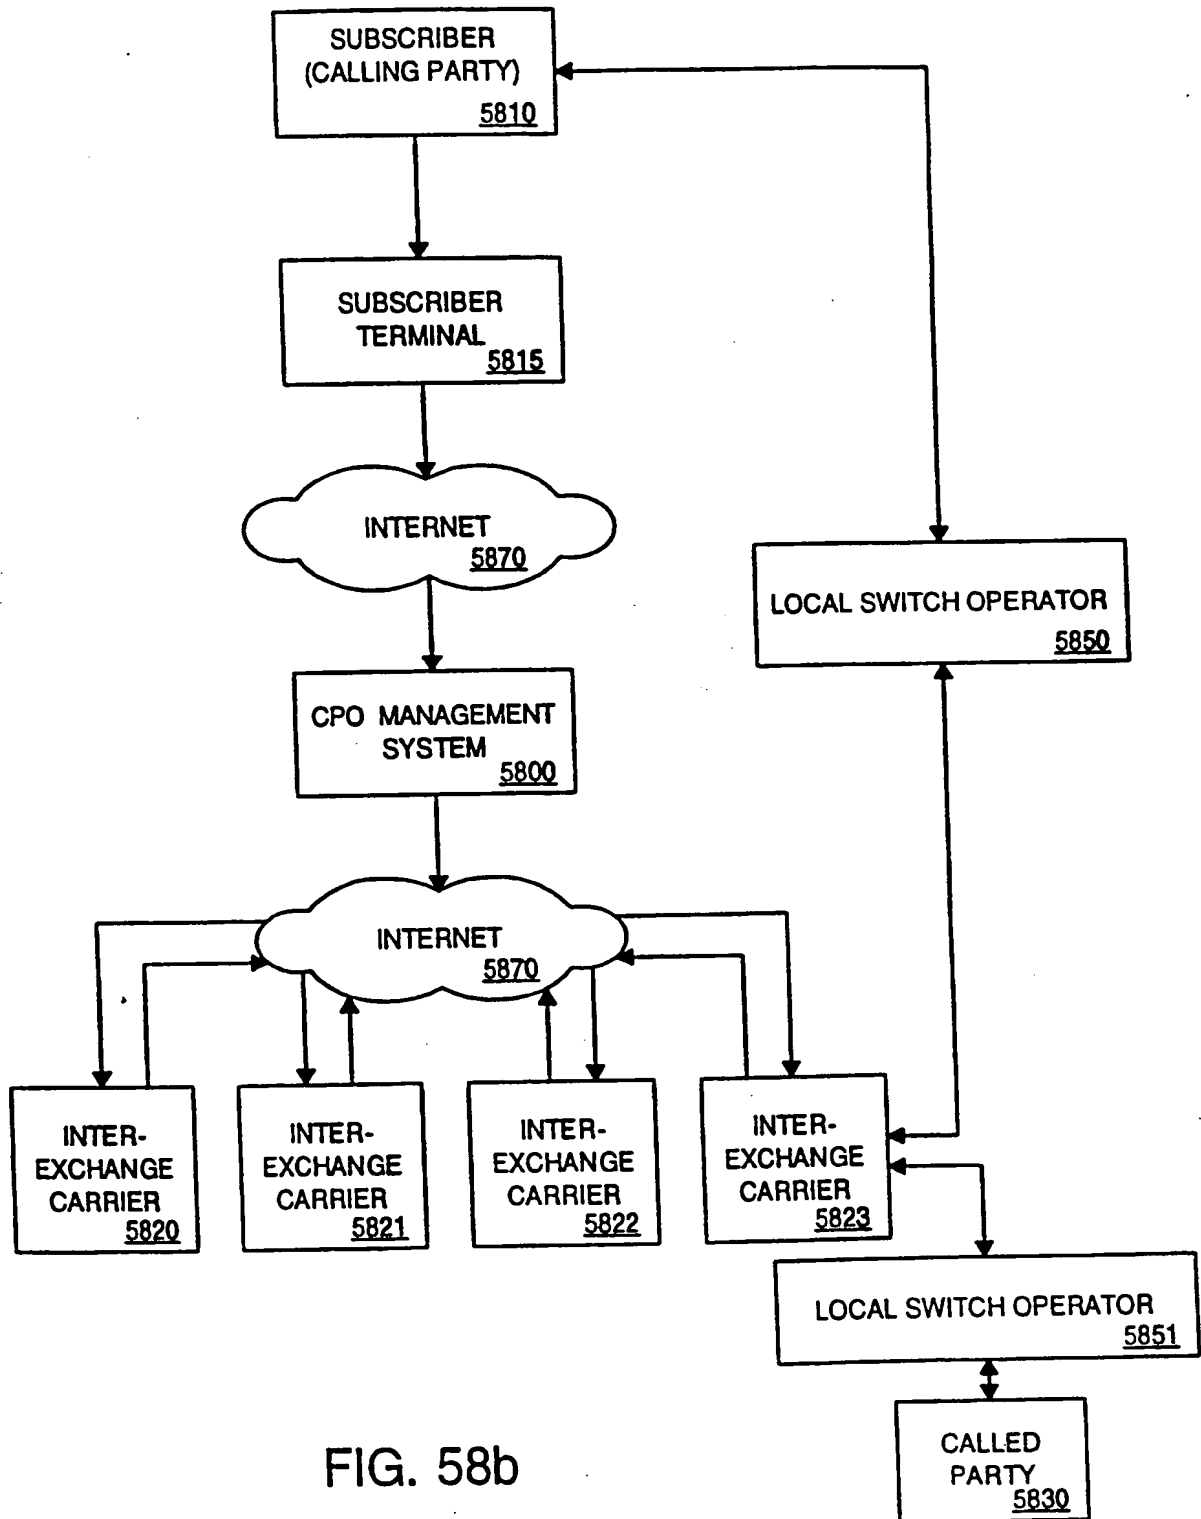 SUBSCRIBER
(CALLING PARTY)
5810
SUBSCRIBER
TERMINAL
5815
INTERNET
5870
LOCAL SWITCH OPERATOR
5850
CPO MANAGEMENT
SYSTEM
5800
INTERNET
5870
INTER-
EXCHANGE
CARRIER
5820
INTER-
EXCHANGE
CARRIER
5821
INTER-
EXCHANGE
CARRIER
5822
INTER-
EXCHANGE
CARRIER
5823
LOCAL SWITCH OPERATOR
5851
CALLED
PARTY
5830
FIG. 58b